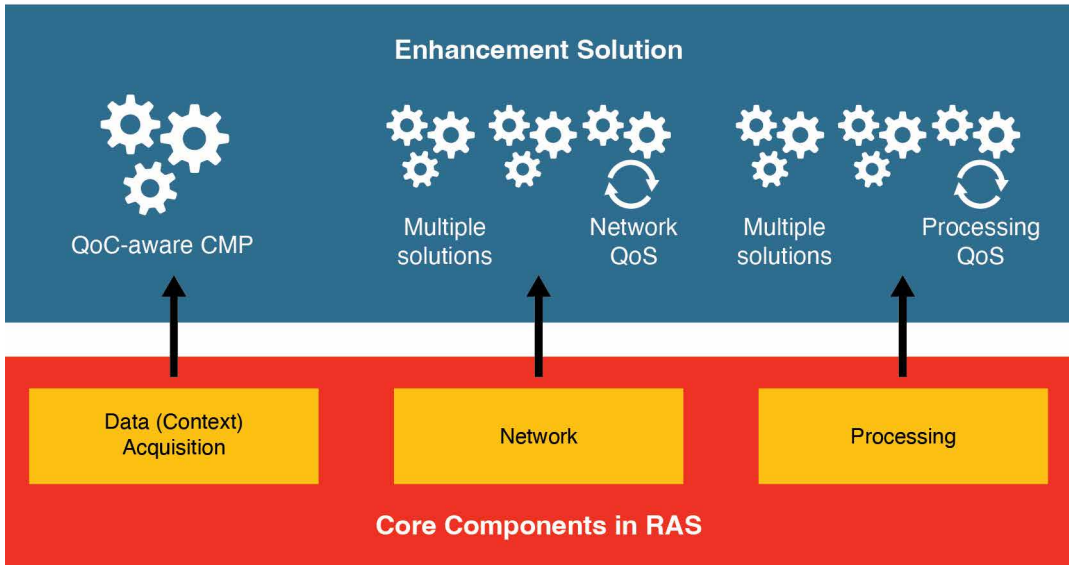 Enhancement Solution
QoC-aware CMP
Multiple
solutions
Network
QoS
Multiple
solutions
Processing
QoS
Data (Context)
Acquisition
Network
Processing
Core Components in RAS